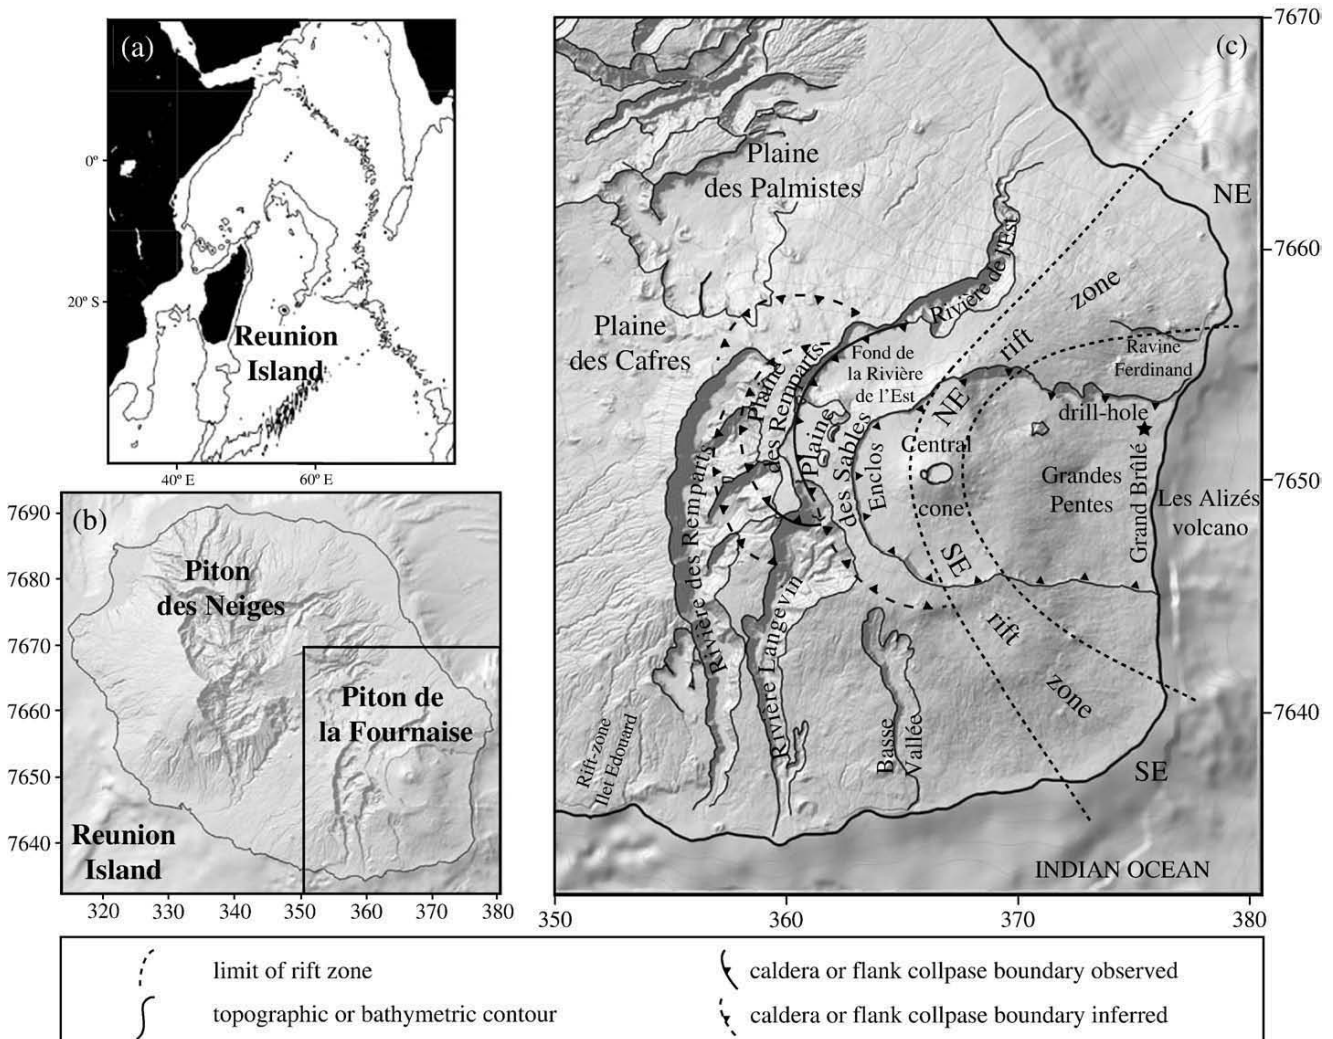 (a)
0°
20° S
Reunion
Island
40° E
60° E
(b)
7690
7680
7670
7660
7650
7640
Piton
des Neiges
Piton de
la Fournaise
Reunion
Island
320
330
340
350
360
370
380
(c)
7670
7660
7650
7640
350
360
370
380
Plaine
des Palmistes
NE
Rivière de l'Est
zone
rift
NE
Plaine
des Cafres
Fond de
la Rivière
de l'Est
Ravine
Ferdinand
Plaine
des Remparts
Plaine
des Sables
Enclos
drill-hole
Central
cone
Grandes
Pentes
Grand Brûlé
Les Alizés
volcano
Rivière des Remparts
Rivière Langevin
SE
rift
zone
Basse
Vallée
Rift-zone
Ilet Edouard
SE
INDIAN OCEAN
limit of rift zone
topographic or bathymetric contour
caldera or flank collpase boundary observed
caldera or flank collpase boundary inferred